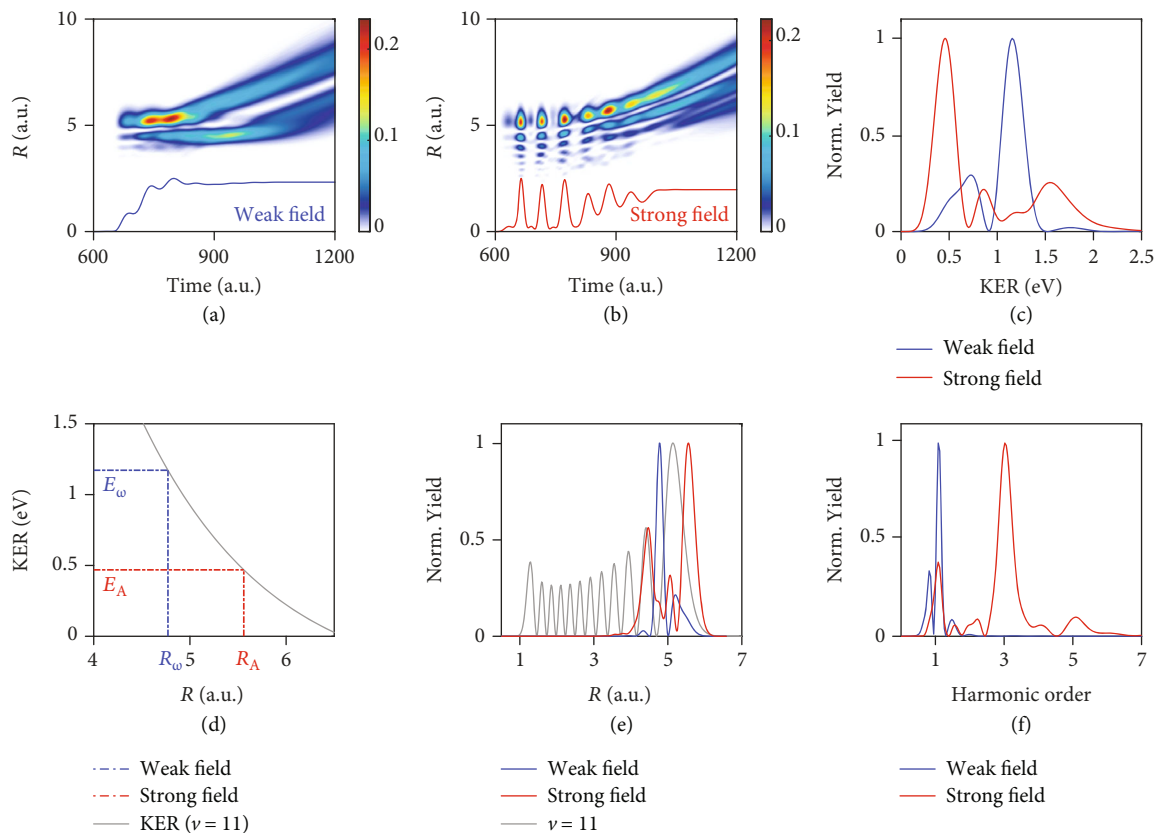 10
5
0
R (a.u.)
Weak field
600
900
1200
Time (a.u.)
0.2
0.1
0
(a)
10
5
0
R (a.u.)
Strong field
600
900
1200
Time (a.u.)
0.2
0.1
0
(b)
1
0.5
0
Norm. Yield
0
0.5
1
1.5
2
2.5
KER (eV)
(c)
Weak field
Strong field
1.5
1
0.5
0
KER (eV)
Eω
EA
4
Rω
5
RA
6
R (a.u.)
(d)
Weak field
Strong field
KER (v = 11)
1
0.5
0
Norm. Yield
1
3
5
7
R (a.u.)
(e)
Weak field
Strong field
v = 11
1
0.5
0
Norm. Yield
1
3
5
7
Harmonic order
(f)
Weak field
Strong field